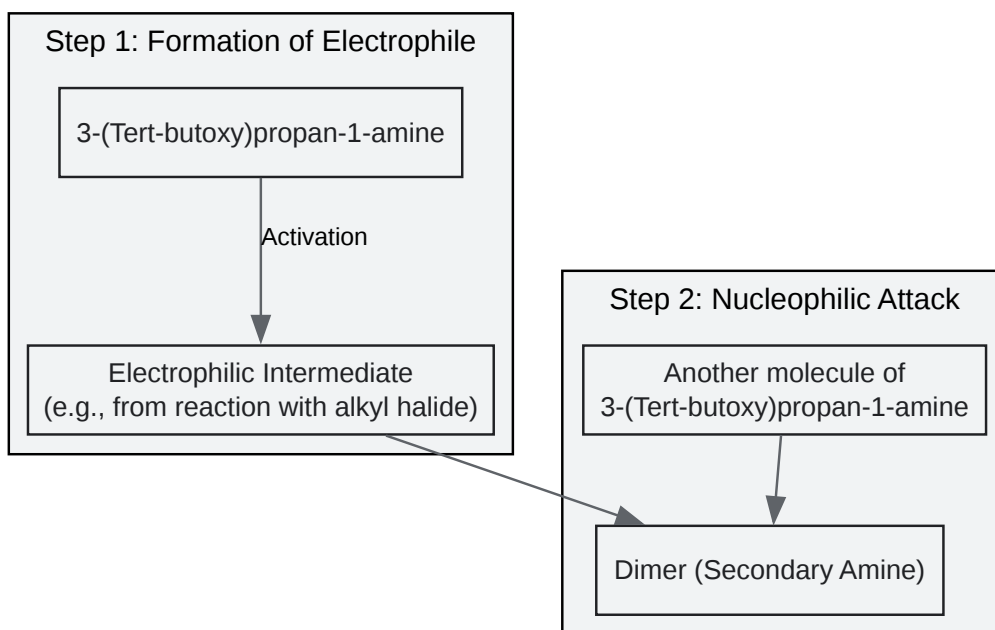 Step 1: Formation of Electrophile
3-(Tert-butoxy)propan-1-amine
Activation
Electrophilic Intermediate
(e.g., from reaction with alkyl halide)
Step 2: Nucleophilic Attack
Another molecule of
3-(Tert-butoxy)propan-1-amine
Dimer (Secondary Amine)